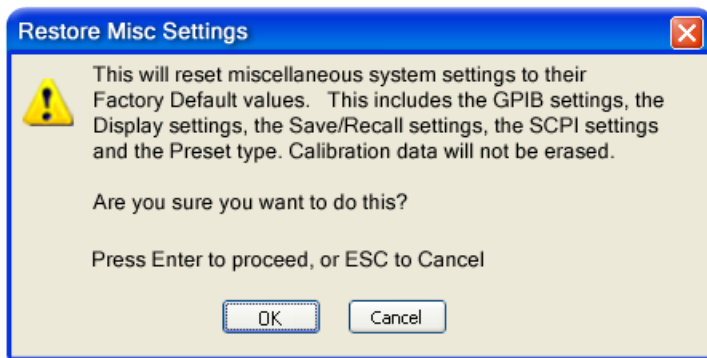 Restore Misc Settings
This will reset miscellaneous system settings to their
Factory Default values.   This includes the GPIB settings, the
Display settings, the Save/Recall settings, the SCPI settings
and the Preset type. Calibration data will not be erased.
Are you sure you want to do this?
Press Enter to proceed, or ESC to Cancel
OK
Cancel